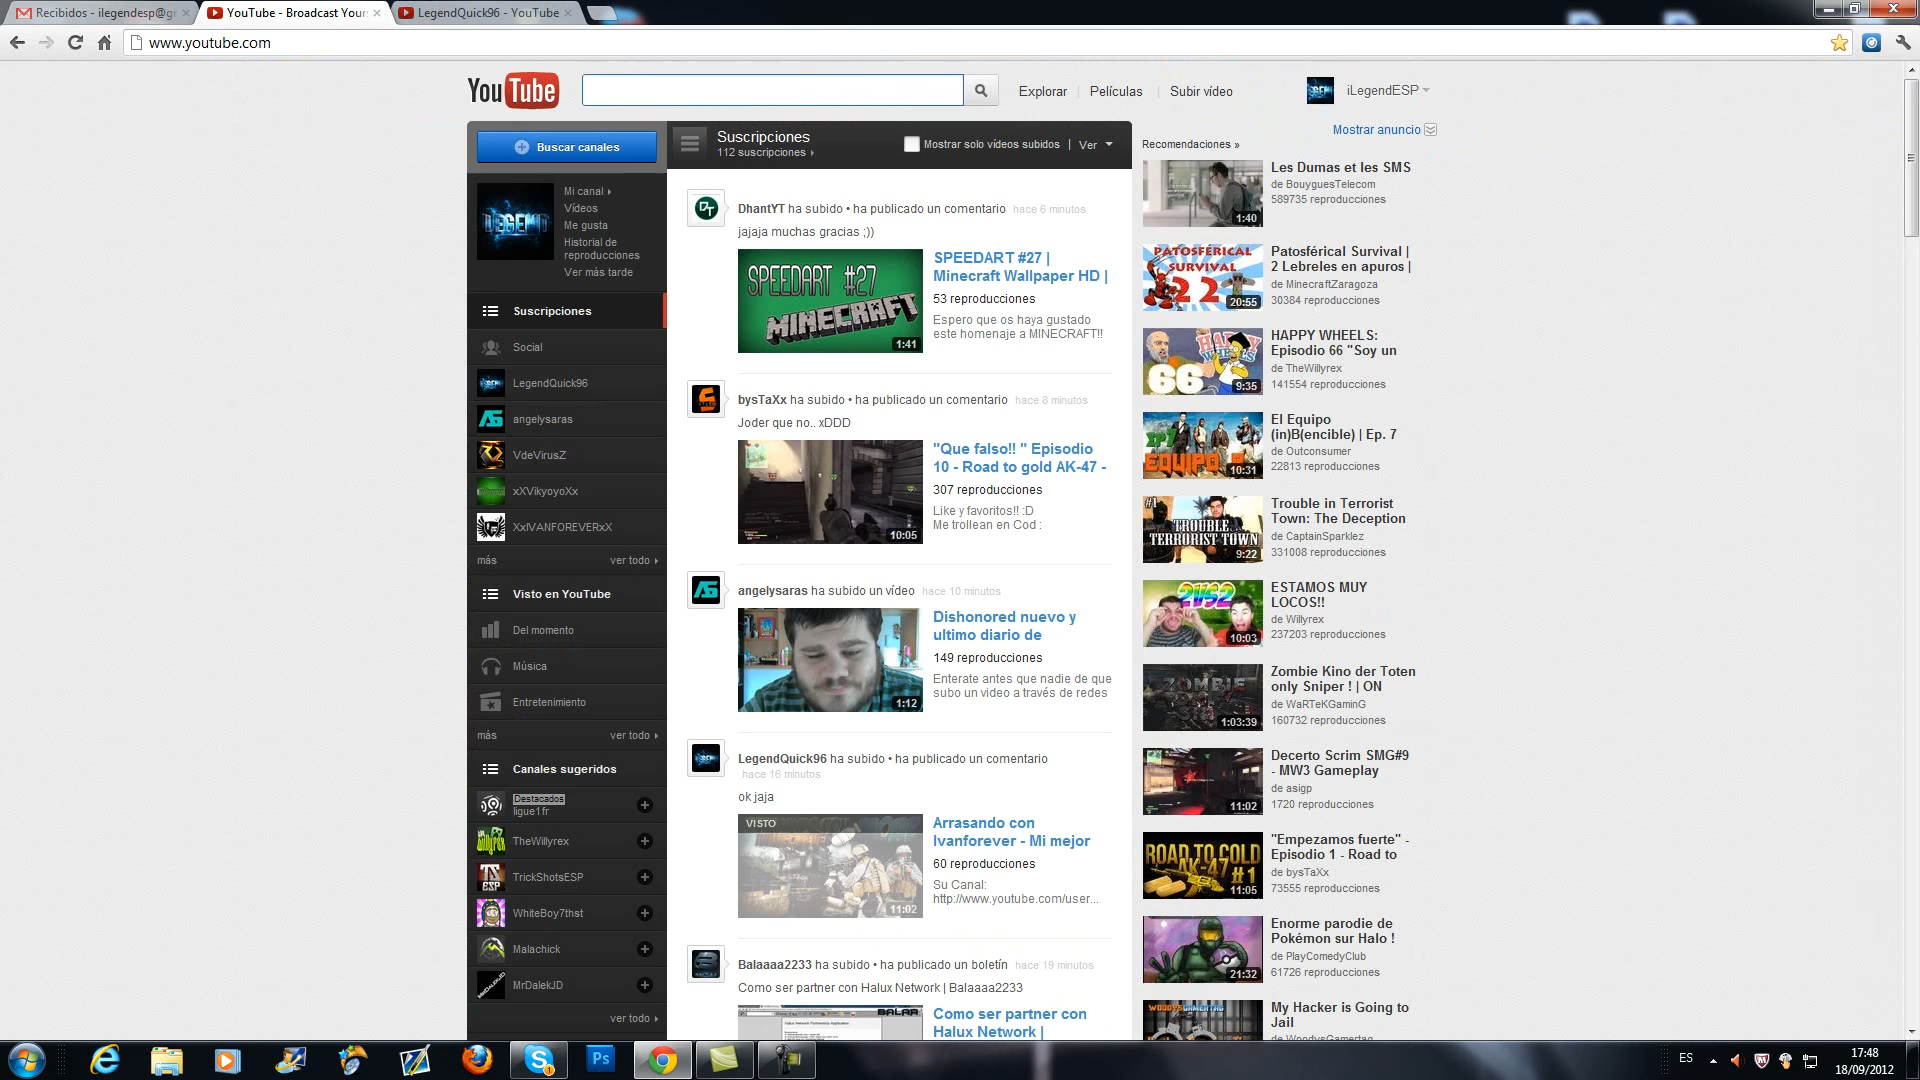 Recibidos - ilegendesp@gr
YouTube - Broadcast Your
LegendQuick96 - YouTube
www.youtube.com
YouTube
Explorar
Películas
Subir vídeo
iLegendESP
Mostrar anuncio
Buscar canales
LEGEND
Mi canal
Vídeos
Me gusta
Historial de
reproducciones
Ver más tarde
Suscripciones
Social
LegendQuick96
angelysaras
VdeVirusZ
xXVikyoyoXx
XxIVANFOREVERxX
más
ver todo
Visto en YouTube
Del momento
Música
Entretenimiento
más
ver todo
Canales sugeridos
Destacados
ligue1fr
TheWillyrex
TrickShotsESP
WhiteBoy7thst
Malachick
MrDalekJD
ver todo
Suscripciones
112 suscripciones
Mostrar solo vídeos subidos | Ver
DhantYT ha subido • ha publicado un comentario hace 6 minutos
jajaja muchas gracias ;))
SPEEDART #27
MINECRAFT
1:41
SPEEDART #27 |
Minecraft Wallpaper HD |
53 reproducciones
Espero que os haya gustado
este homenaje a MINECRAFT!!
bysTaXx ha subido • ha publicado un comentario hace 8 minutos
Joder que no.. xDDD
10:05
"Que falso!! " Episodio
10 - Road to gold AK-47 -
307 reproducciones
Like y favoritos!! :D
Me trollean en Cod :
angelysaras ha subido un vídeo hace 10 minutos
1:12
Dishonored nuevo y
ultimo diario de
149 reproducciones
Enterate antes que nadie de que
subo un video a través de redes
LegendQuick96 ha subido • ha publicado un comentario
hace 16 minutos
ok jaja
VISTO
11:02
Arrasando con
Ivanforever - Mi mejor
60 reproducciones
Su Canal:
http://www.youtube.com/user...
Balaaaa2233 ha subido • ha publicado un boletín hace 19 minutos
Como ser partner con Halux Network | Balaaaa2233
Como ser partner con
Halux Network |
Recomendaciones »
1:40
Les Dumas et les SMS
de BouyguesTelecom
589735 reproducciones
PATOSFÉRICAL
SURVIVAL
22
20:55
Patosférical Survival |
2 Lebreles en apuros |
de MinecraftZaragoza
30384 reproducciones
HAPPY WHEELS
66
9:35
HAPPY WHEELS:
Episodio 66 "Soy un
de TheWillyrex
141554 reproducciones
EP7
EQUIPO
10:31
El Equipo
(in)B(encible) | Ep. 7
de Outconsumer
22813 reproducciones
#1
TROUBLE
TERRORIST TOWN
9:22
Trouble in Terrorist
Town: The Deception
de CaptainSparklez
331008 reproducciones
10:03
ESTAMOS MUY
LOCOS!!
de Willyrex
237203 reproducciones
ZOMBIE
1:03:39
Zombie Kino der Toten
only Sniper ! | ON
de WaRTeKGaminG
160732 reproducciones
11:02
Decerto Scrim SMG#9
- MW3 Gameplay
de asigp
1720 reproducciones
ROAD TO GOLD
AK-47
#1
11:05
"Empezamos fuerte" -
Episodio 1 - Road to
de bysTaXx
73555 reproducciones
21:32
Enorme parodie de
Pokémon sur Halo !
de PlayComedyClub
61726 reproducciones
WOODYSGAMERTAG
My Hacker is Going to
Jail
de WoodysGamertag
Ps
ES
17:48
18/09/2012